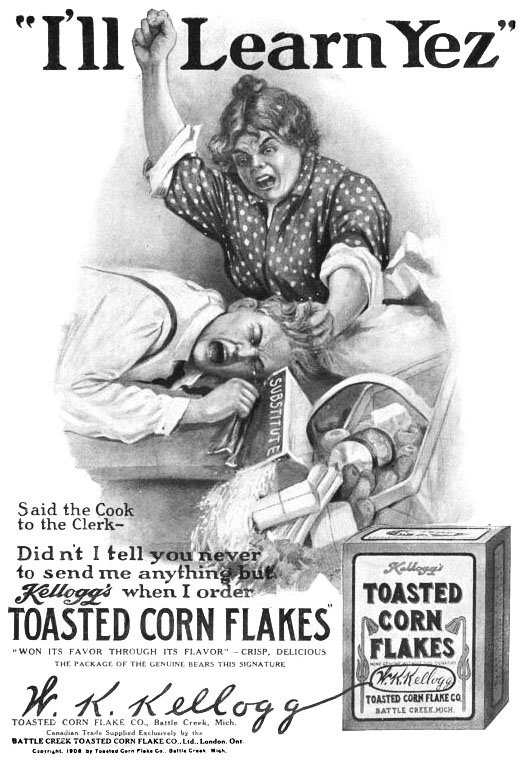 "I'll Learn Yez"
SUBSTITUTE
Said the Cook
to the Clerk-
Didn't I tell you never
to send me anything but
Kellogg's when I order
TOASTED CORN FLAKES"
"WON ITS FAVOR THROUGH ITS FLAVOR" - CRISP, DELICIOUS
THE PACKAGE OF THE GENUINE BEARS THIS SIGNATURE
W. K. Kellogg
TOASTED CORN FLAKE CO., Battle Creek, Mich.
Canadian Trade Supplied Exclusively by the
BATTLE CREEK TOASTED CORN FLAKE CO., Ltd., London, Ont.
Copyright, 1908 by Toasted Corn Flake Co., Battle Creek Mich.
Kellogg's
TOASTED
CORN
FLAKES
NONE GENUINE WITHOUT THIS SIGNATURE
W.K.Kellogg
TOASTED CORN FLAKE CO.
BATTLE CREEK, MICH.